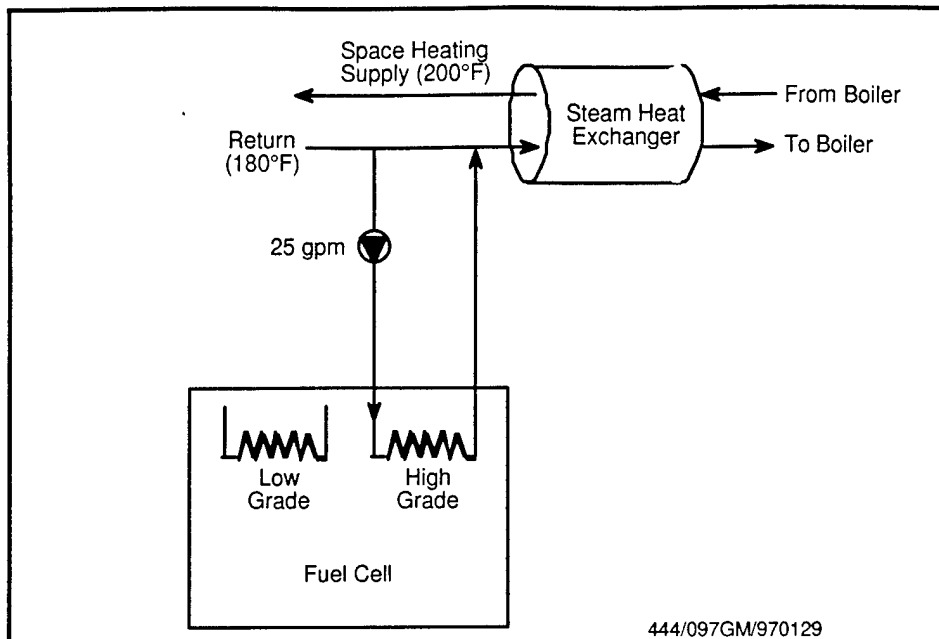 Space Heating
Supply (200°F)
Steam Heat
Exchanger
From Boiler
To Boiler
Return
(180°F)
25 gpm
Low
Grade
High
Grade
Fuel Cell
444/097GM/970129